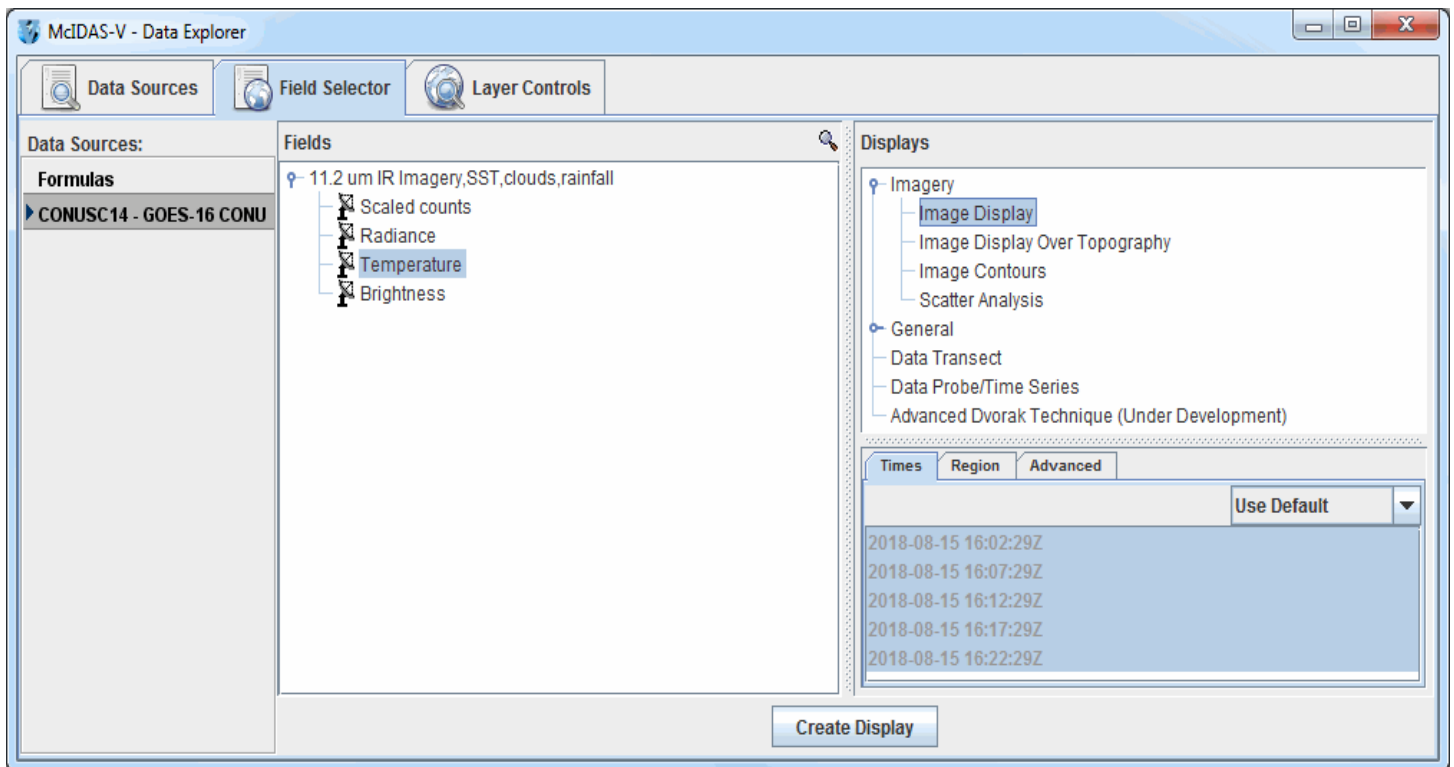 McIDAS-V - Data Explorer
Data Sources
Field Selector
Layer Controls
Data Sources:
Formulas
CONUSC14 - GOES-16 CONU
Fields
11.2 um IR Imagery,SST,clouds,rainfall
Scaled counts
Radiance
Temperature
Brightness
Displays
Imagery
Image Display
Image Display Over Topography
Image Contours
Scatter Analysis
General
Data Transect
Data Probe/Time Series
Advanced Dvorak Technique (Under Development)
Times
Region
Advanced
Use Default
2018-08-15 16:02:29Z
2018-08-15 16:07:29Z
2018-08-15 16:12:29Z
2018-08-15 16:17:29Z
2018-08-15 16:22:29Z
Create Display